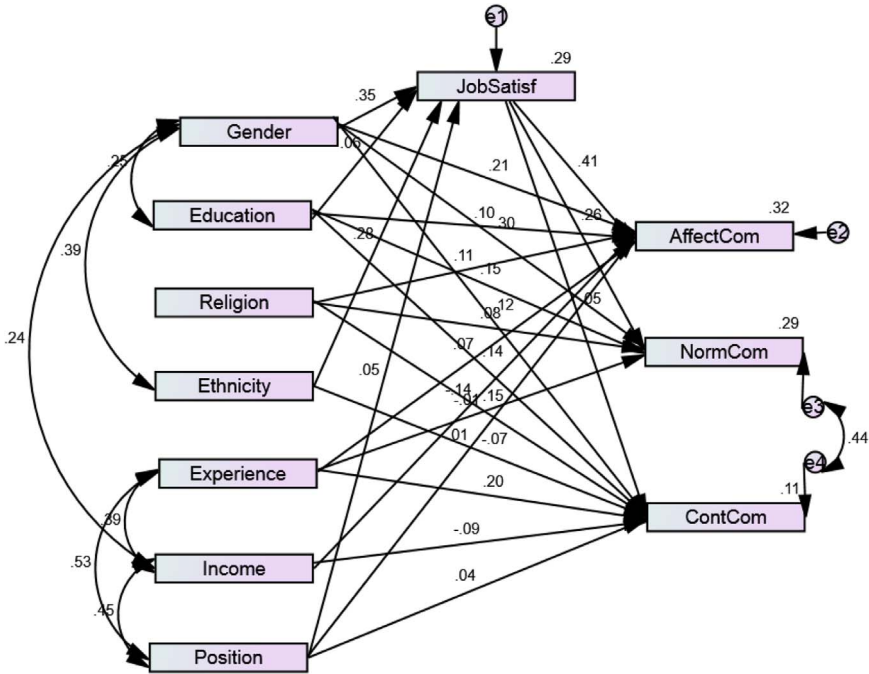 e1
.29
JobSatisf
.35
Gender
.05
.25
.21
.41
Education
.10
.30
.26
.32
AffectCom
e2
.28
.39
.11
.15
Religion
.08
.12
.05
.29
NormCom
.24
.07
.14
Ethnicity
.05
-.14
-.01
.15
e3
.01
-.07
.44
Experience
.20
e4
.11
ContCom
.39
-.09
.53
Income
.04
.45
Position